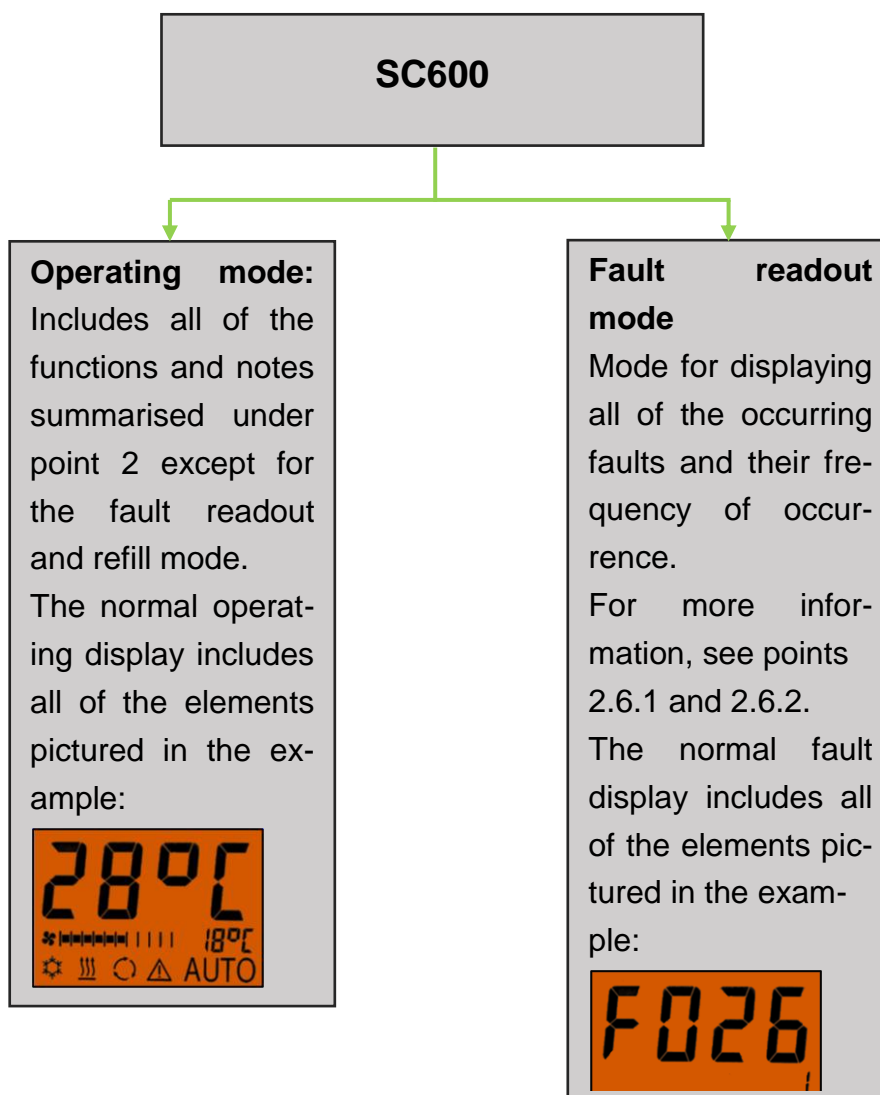 SC600
Operating mode:
Includes all of the
functions and notes
summarised under
point 2 except for
the fault readout
and refill mode.
The normal operat-
ing display includes
all of the elements
pictured in the ex-
ample:
28°C
18°C
AUTO
Fault readout
mode
Mode for displaying
all of the occurring
faults and their fre-
quency of occur-
rence.
For more infor-
mation, see points
2.6.1 and 2.6.2.
The normal fault
display includes all
of the elements pic-
tured in the exam-
ple:
F026
1